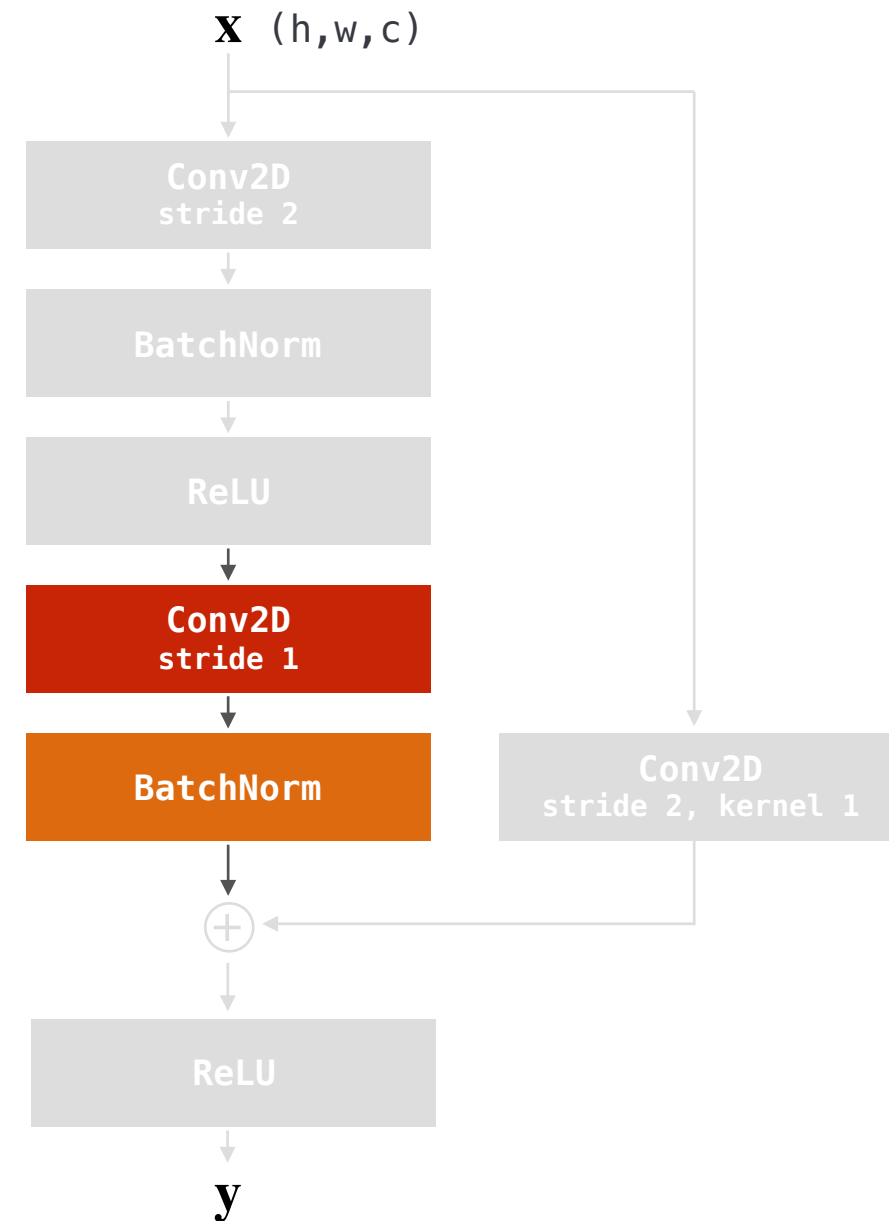 x (h,w,c)
Conv2D
stride 2
BatchNorm
ReLU
Conv2D
stride 1
BatchNorm
Conv2D
stride 2, kernel 1
+
ReLU
y